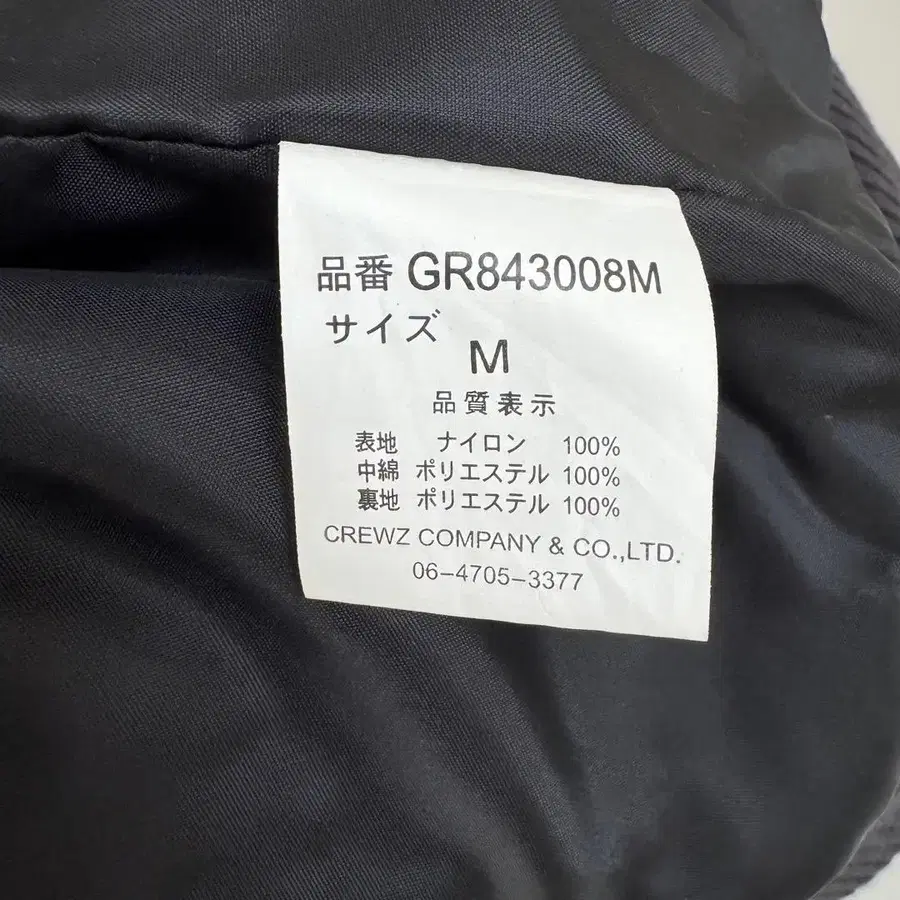 品番 GR843008M
サイズ M
品質表示
表地 ナイロン 100%
中綿 ポリエステル 100%
裏地 ポリエステル 100%
CREWZ COMPANY & CO.,LTD.
06-4705-3377